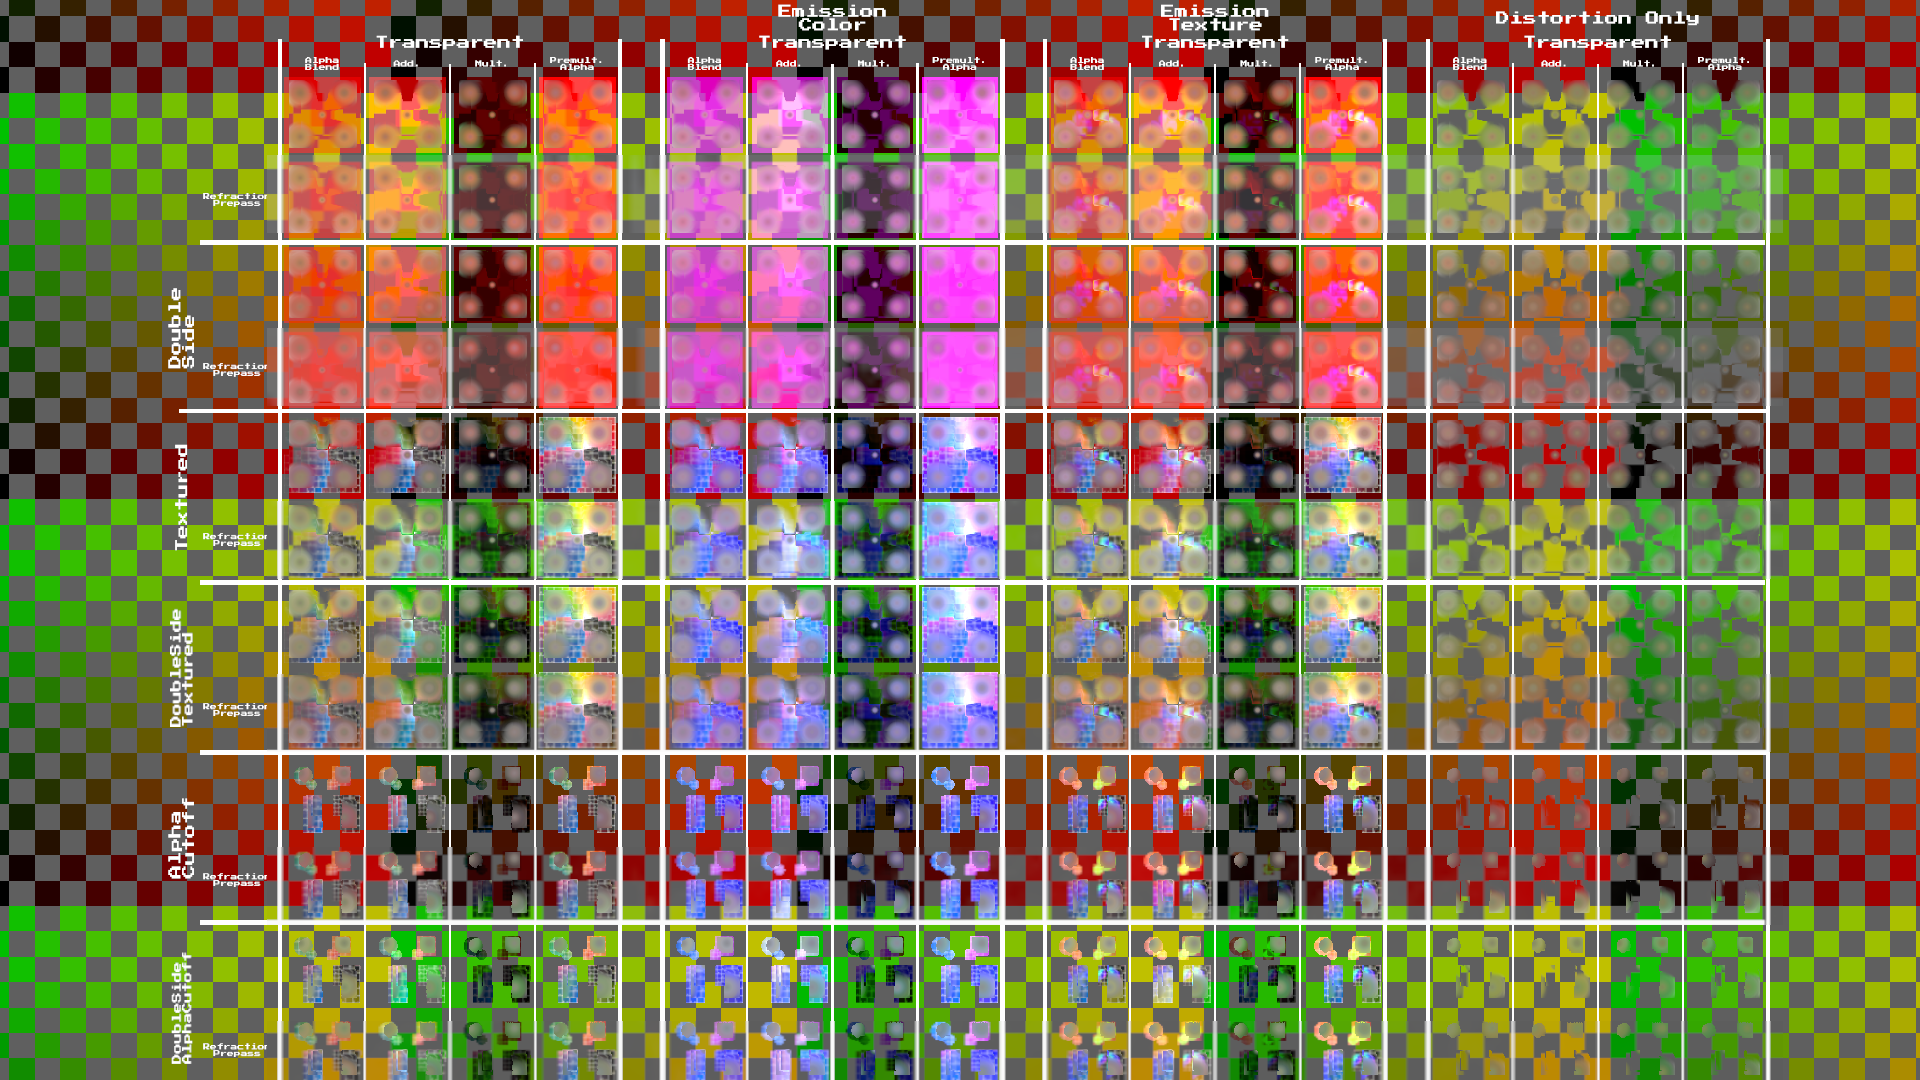 Emission
Color
Emission
Texture
Distortion Only
Transparent
Transparent
Transparent
Transparent
Alpha
Blend
Add.
Mult.
Premult.
Alpha
Alpha
Blend
Add.
Mult.
Premult.
Alpha
Alpha
Blend
Add.
Mult.
Premult.
Alpha
Alpha
Blend
Add.
Mult.
Premult.
Alpha
Refraction
Prepass
Double
Side
Refraction
Prepass
Textured
Refraction
Prepass
DoubleSide
Textured
Refraction
Prepass
Alpha
Cutoff
Refraction
Prepass
DoubleSide
AlphaCutoff
Refraction
Prepass